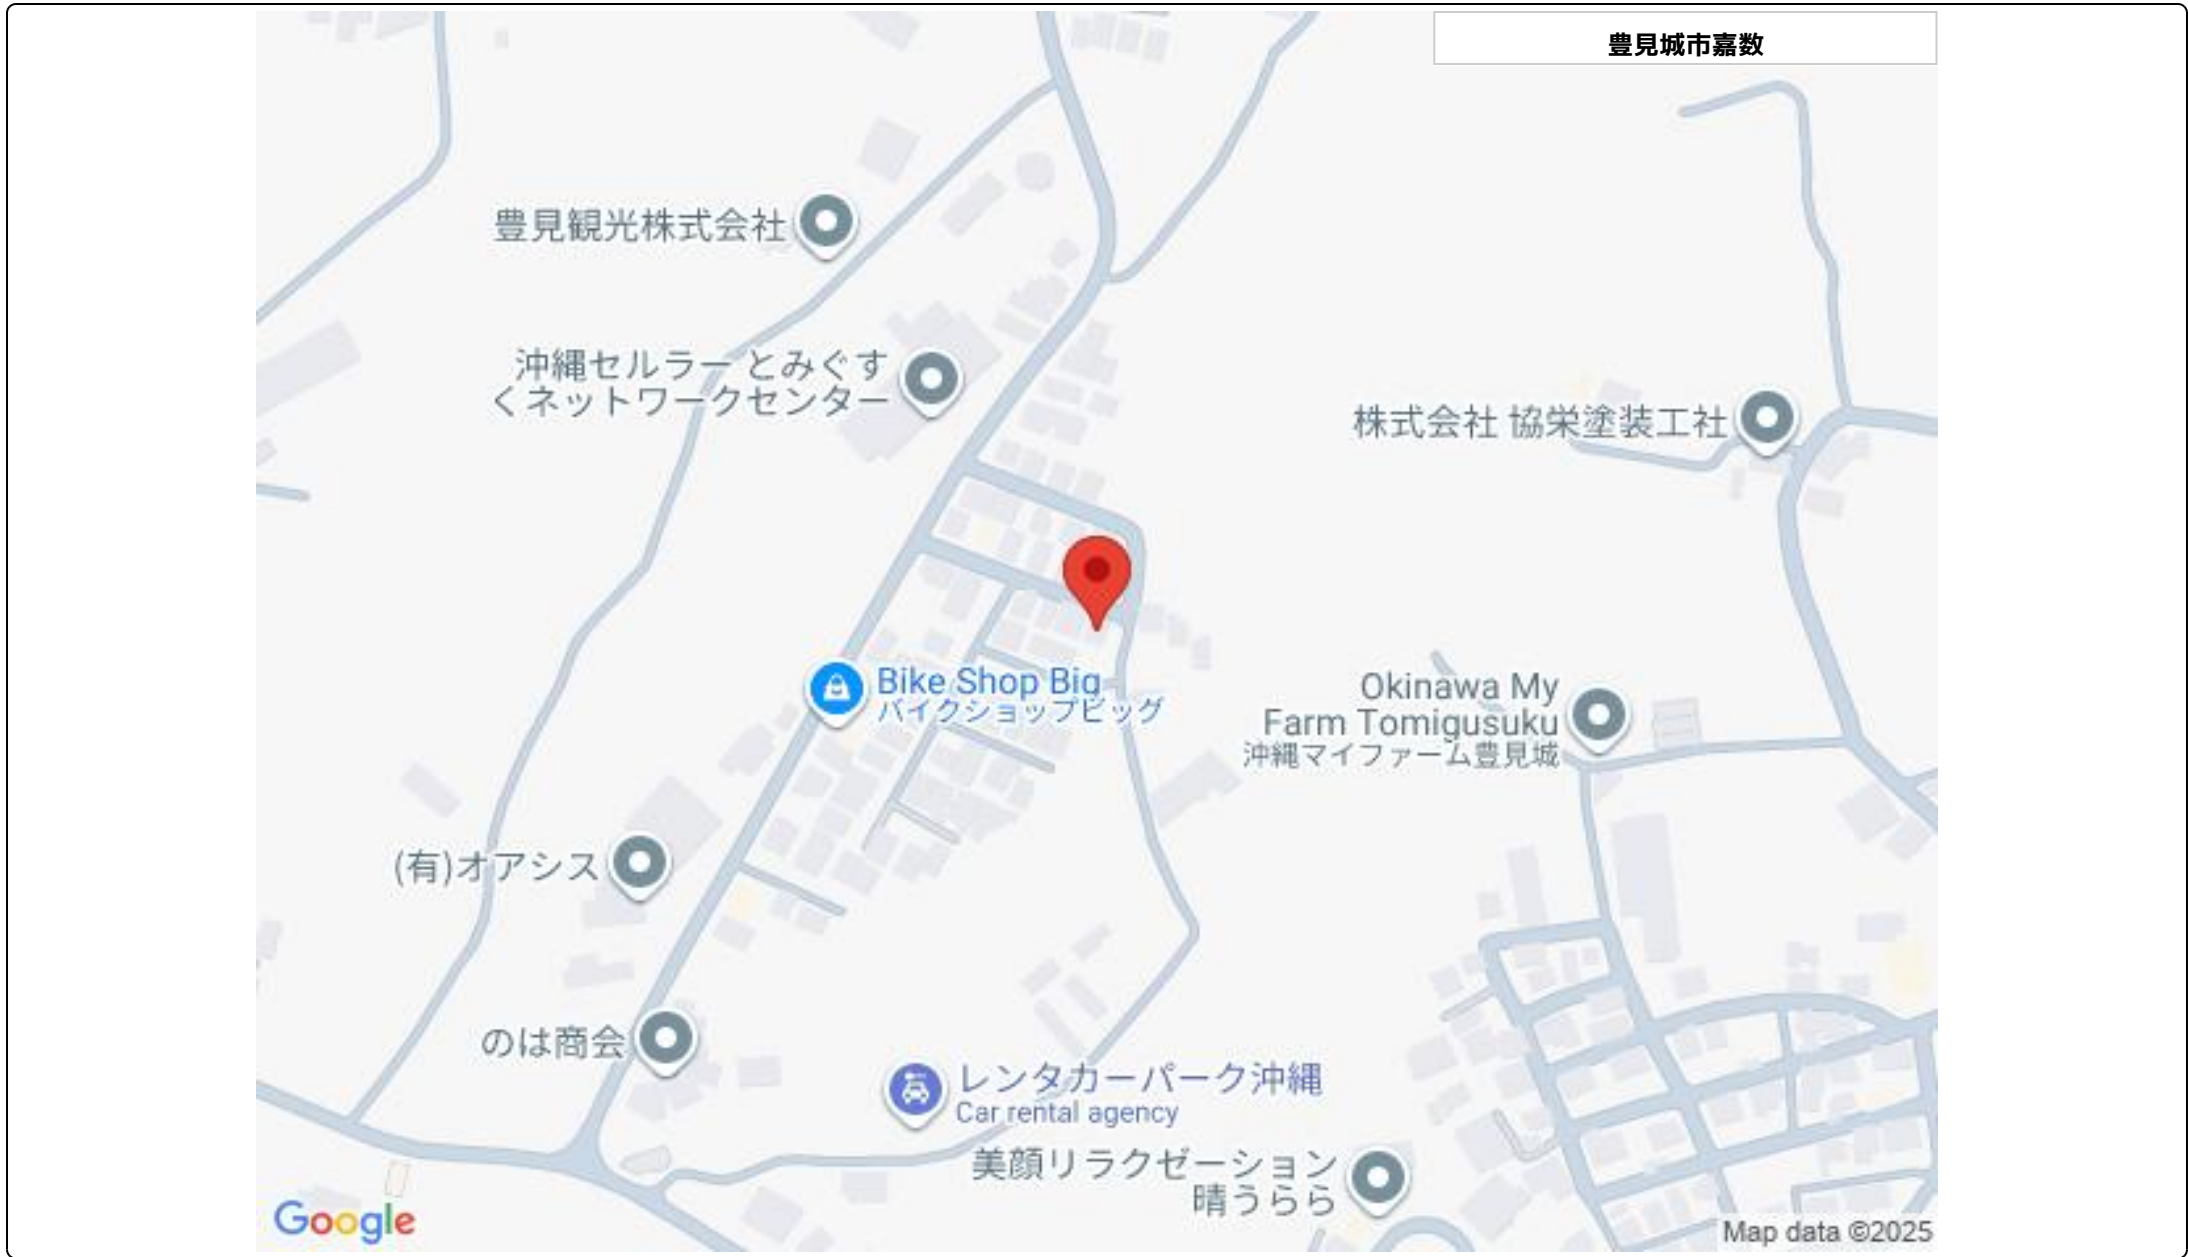 豊見城市嘉数
豊見観光株式会社
沖縄セルラー とみぐす
くネットワークセンター
株式会社 協栄塗装工社
Bike Shop Big
バイクショップビッグ
Okinawa My
Farm Tomigusuku
沖縄マイファーム豊見城
(有)オアシス
のは商会
レンタカーパーク沖縄
Car rental agency
美顔リラクゼーション
晴うらら
Google
Map data ©2025